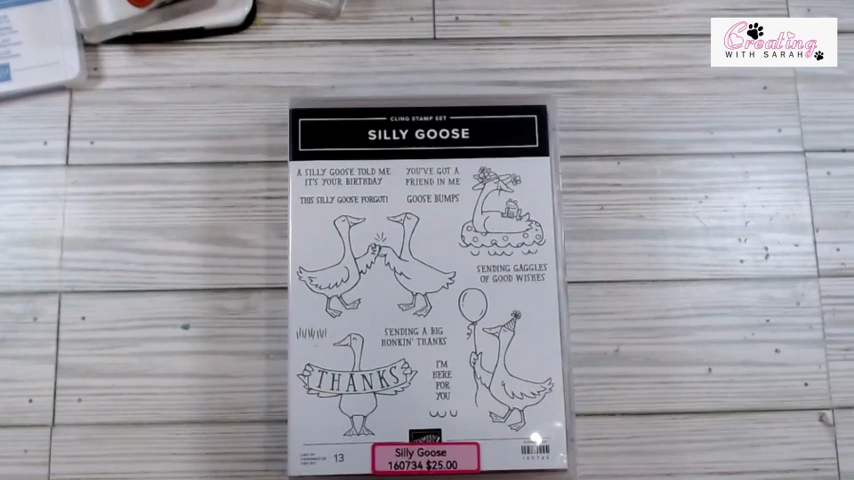 Creating
WITH SARAH
CLING STAMP SET
SILLY GOOSE
A SILLY GOOSE TOLD ME
IT'S YOUR BIRTHDAY
YOU'VE GOT A
FRIEND IN ME
THIS SILLY GOOSE FORGOT!
GOOSE BUMPS
SENDING GAGGLES
OF GOOD WISHES
SENDING A BIG
HONKIN' THANKS
THANKS
I'M
HERE
FOR
YOU
13
Silly Goose
160734 $25.00